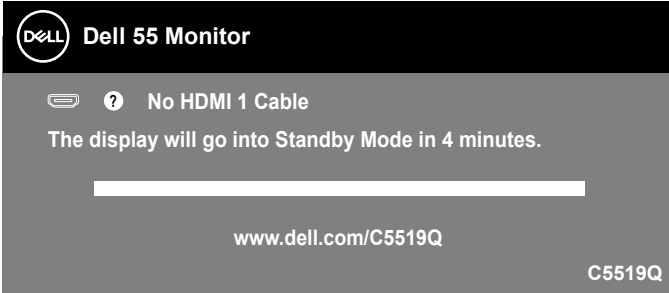 DELL Dell 55 Monitor
? No HDMI 1 Cable
The display will go into Standby Mode in 4 minutes.
www.dell.com/C5519Q
C5519Q